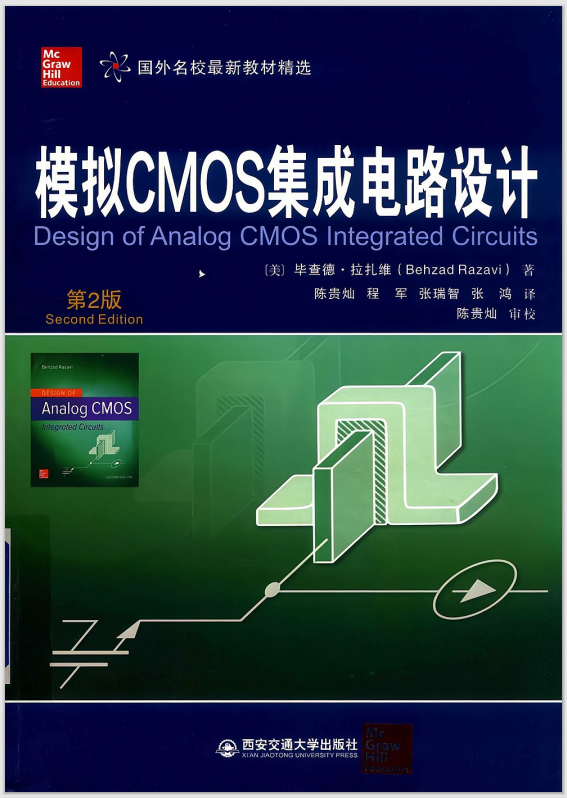 Mc
Graw
Hill
Education
国外名校最新教材精选
模拟CMOS集成电路设计
Design of Analog CMOS Integrated Circuits
〔美〕 毕查德·拉扎维（Behzad Razavi）著
陈贵灿 程 军 张瑞智 张 鸿 译
陈贵灿 审校
第2版
Second Edition
Behzad Razavi
DESIGN OF
Analog CMOS
Integrated Circuits
SECOND EDITION
西安交通大学出版社
XIAN JIAOTONG UNIVERSITY PRESS
Mc
Graw
Hill
Education